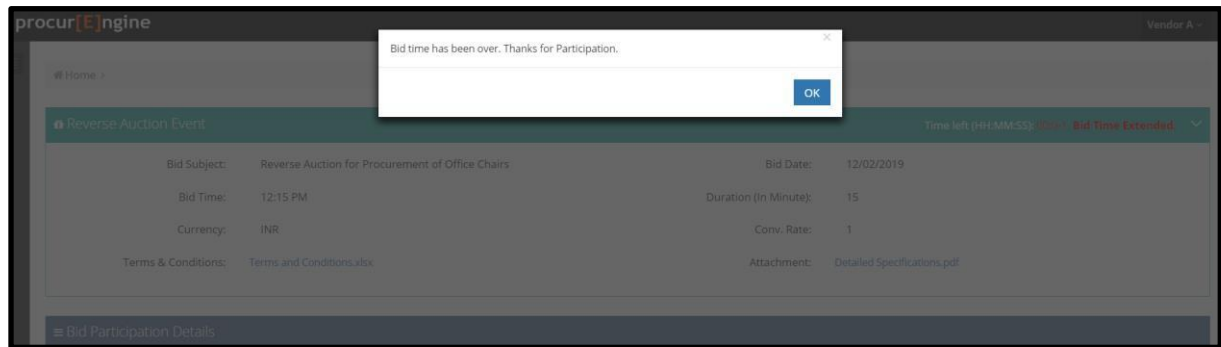 procur[E]ngine
Vendor A
Bid time has been over. Thanks for Participation.
×
OK
Home
Reverse Auction Event
Time left (HH:MM:SS): Bid Time Extended.
Bid Subject: Reverse Auction for Procurement of Office Chairs Bid Date: 12/02/2019
Bid Time: 12:15 PM Duration (In Minute): 15
Currency: INR Conv. Rate: 1
Terms & Conditions: Terms and Conditions.xlsx Attachment: Detailed Specifications.pdf
Bid Participation Details